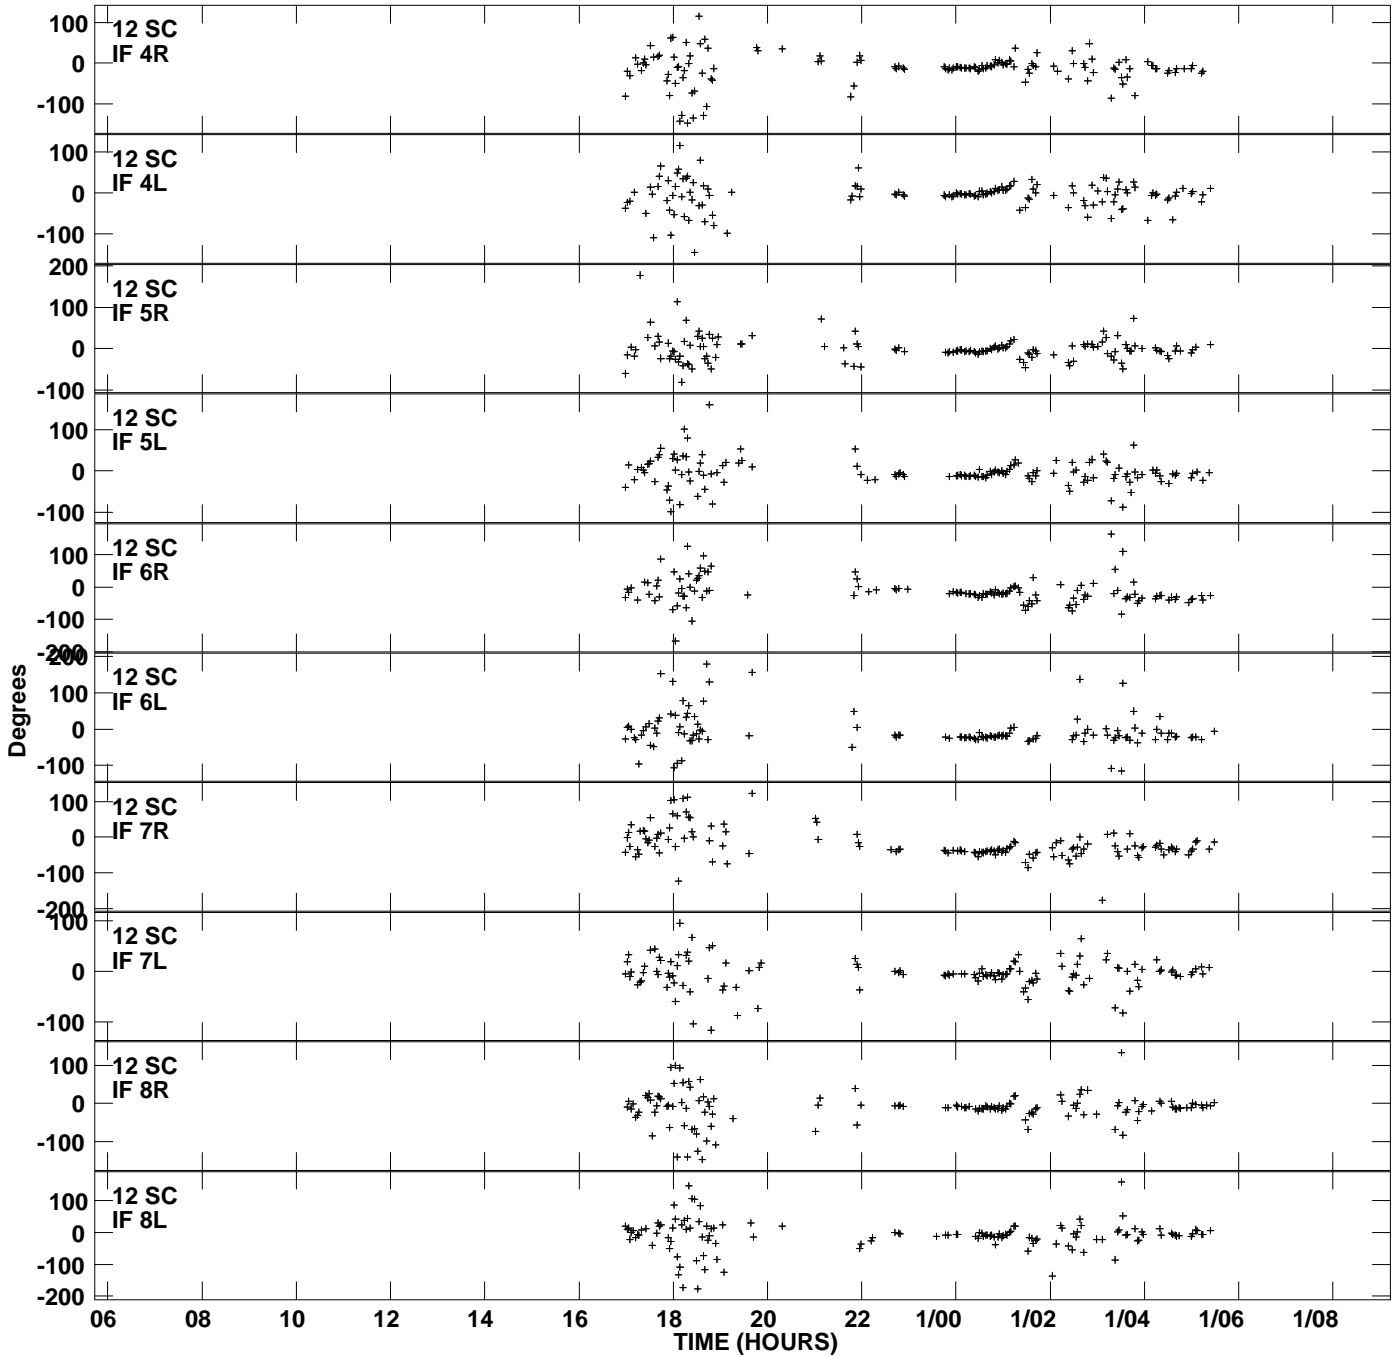 100
0
-100
12 SC
IF 4R
100
0
-100
12 SC
IF 4L
200
100
0
-100
12 SC
IF 5R
100
0
-100
12 SC
IF 5L
100
0
-100
-200
12 SC
IF 6R
200
100
0
-100
12 SC
IF 6L
Degrees
100
0
-100
-200
12 SC
IF 7R
100
0
-100
12 SC
IF 7L
100
0
-100
12 SC
IF 8R
100
0
-100
-200
12 SC
IF 8L
06 08 10 12 14 16 18 20 22 1/00 1/02 1/04 1/06 1/08
TIME (HOURS)